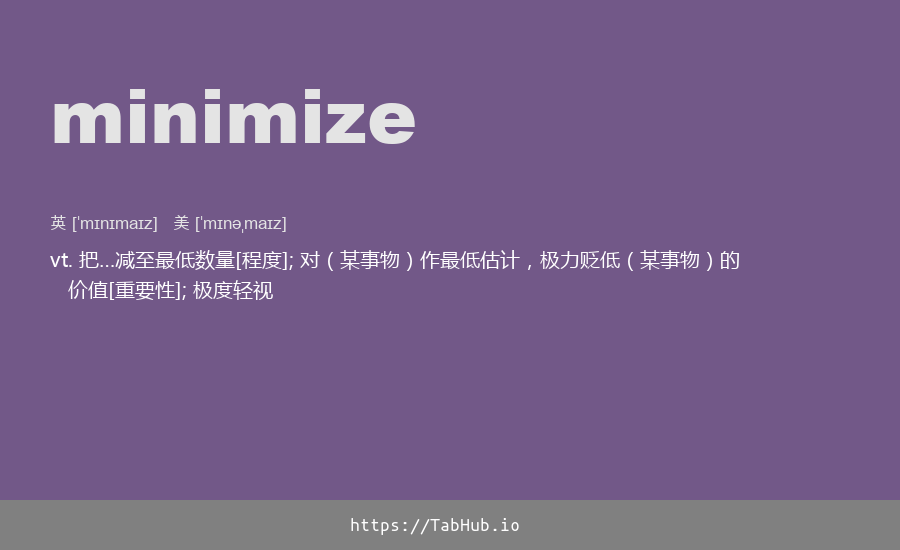 minimize
英 [ˈmɪnɪmaɪz] 美 [ˈmɪnəˌmaɪz]
vt. 把...减至最低数量[程度]; 对（某事物）作最低估计，极力贬低（某事物）的
价值[重要性]; 极度轻视
https://TabHub.io